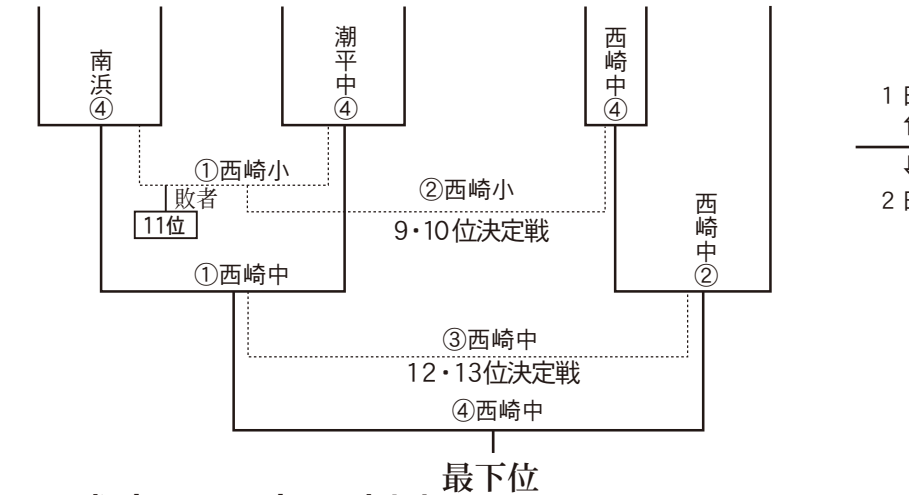 南浜④
潮平中④
西崎中④
1
①西崎小
②西崎小
敗者
11位
9・10位決定戦
2
西崎中②
①西崎中
③西崎中
12・13位決定戦
④西崎中
最下位